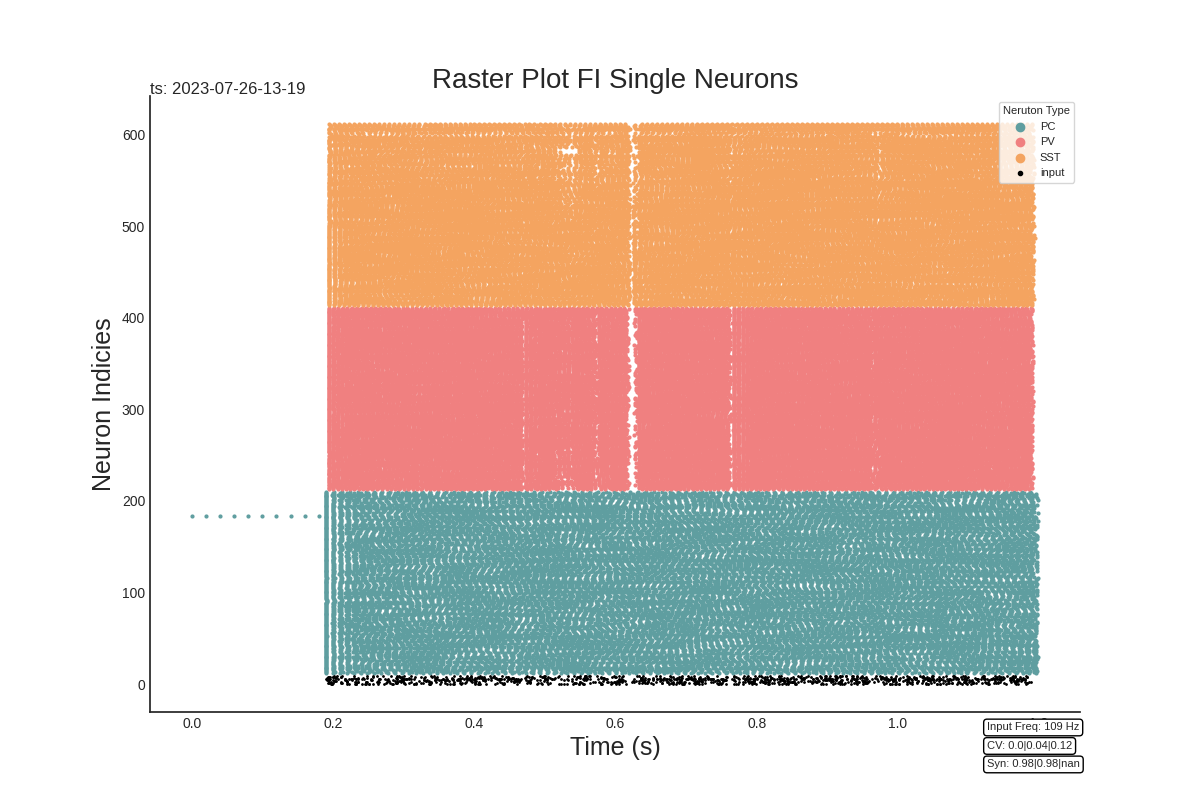 Raster Plot FI Single Neurons
ts: 2023-07-26-13-19
Neruton Type
PC
PV
SST
input
600
500
400
300
200
100
0
Neuron Indicies
0.0 0.2 0.4 0.6 0.8 1.0
Time (s)
Input Freq: 109 Hz
CV: 0.0|0.04|0.12
Syn: 0.98|0.98|nan